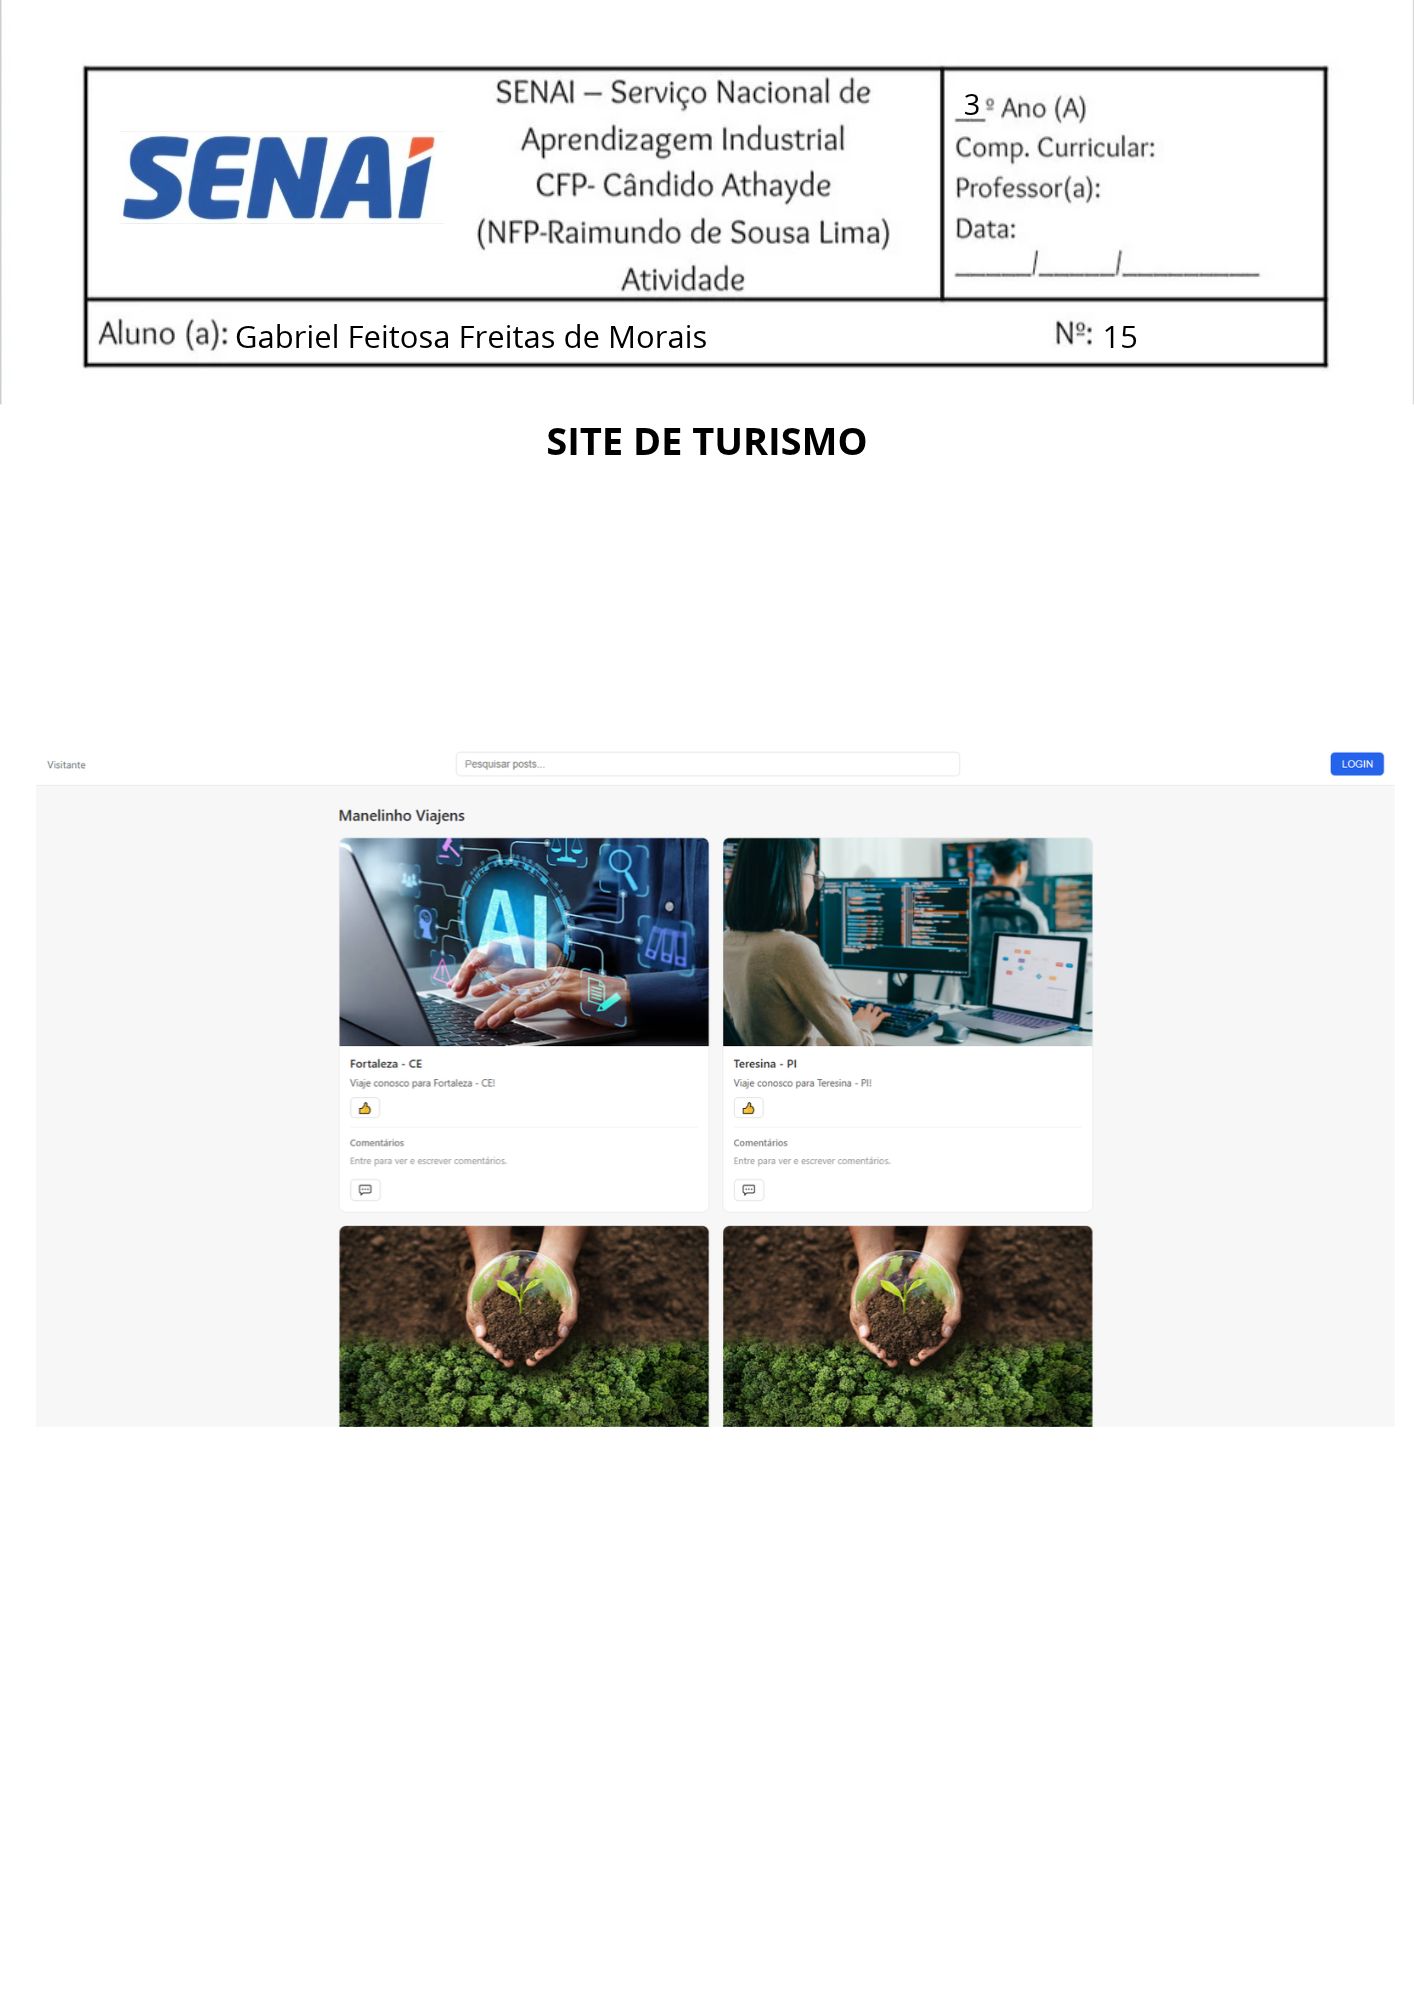 SENAI
SENAI – Serviço Nacional de
Aprendizagem Industrial
CFP- Cândido Athayde
(NFP-Raimundo de Sousa Lima)
Atividade
__3º Ano (A)
Comp. Curricular:
Professor(a):
Data:
_____/_____/_________
Aluno (a): Gabriel Feitosa Freitas de Morais Nº: 15
SITE DE TURISMO
Visitante Pesquisar posts... LOGIN
Manelinho Viajens
AI
Fortaleza - CE
Viaje conosco para Fortaleza - CE!
Comentários
Entre para ver e escrever comentários.
Teresina - PI
Viaje conosco para Teresina - PI!
Comentários
Entre para ver e escrever comentários.